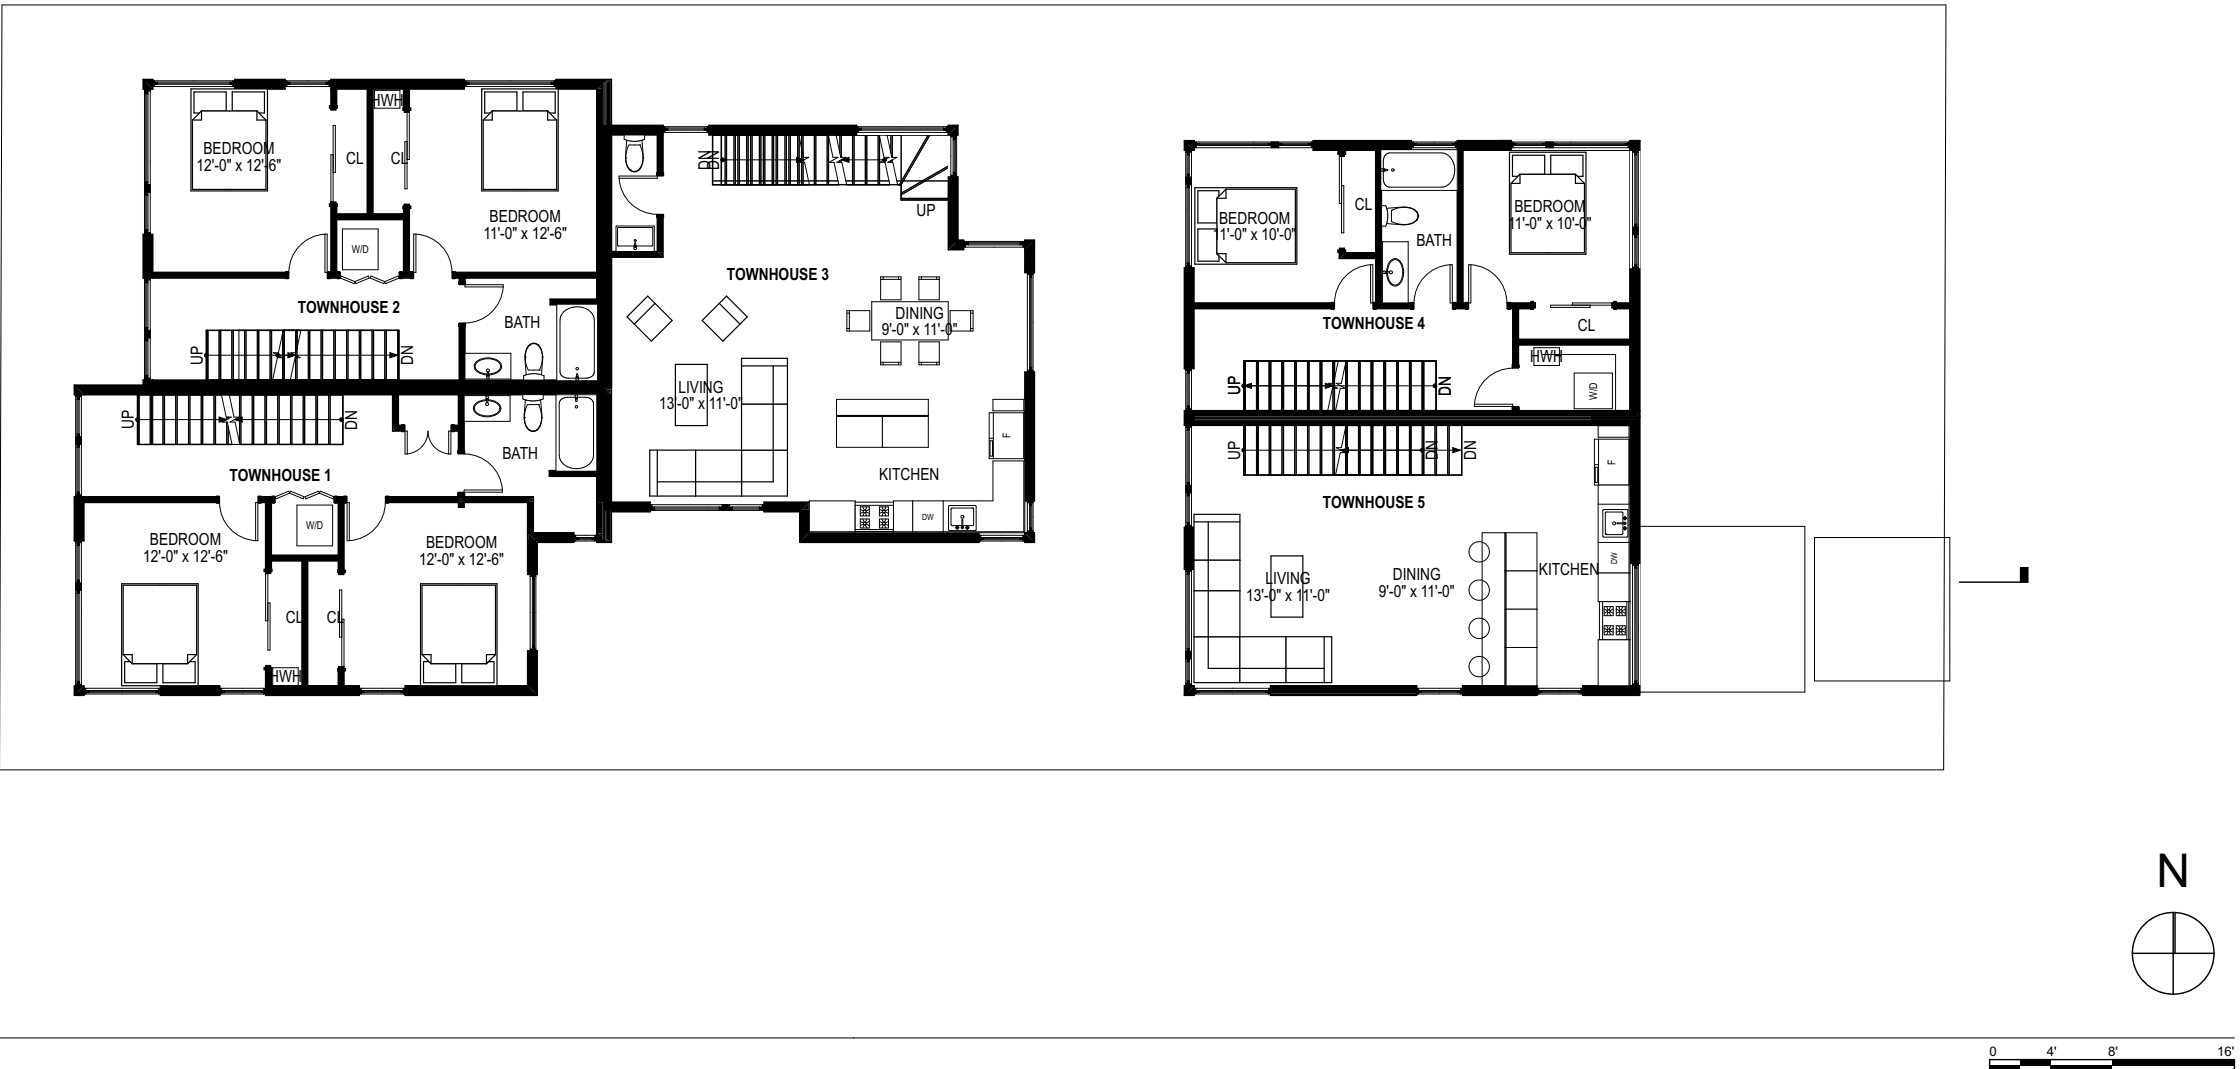 HWH
BEDROOM
12'-0" x 12'-6"
CL
CL
BEDROOM
11'-0" x 12'-6"
W/D
TOWNHOUSE 2
BATH
UP
DN
UP
DN
BATH
TOWNHOUSE 1
W/D
BEDROOM
12'-0" x 12'-6"
BEDROOM
12'-0" x 12'-6"
CL
CL
HWH
DN
UP
TOWNHOUSE 3
DINING
9'-0" x 11'-0"
LIVING
13'-0" x 11'-0"
F
KITCHEN
DW
BEDROOM
11'-0" x 10'-0"
CL
BATH
BEDROOM
11'-0" x 10'-0"
TOWNHOUSE 4
CL
HWH
UP
DN
W/D
UP
DN
DN
F
TOWNHOUSE 5
LIVING
13'-0" x 11'-0"
DINING
9'-0" x 11'-0"
KITCHEN
DW
N
0 4' 8' 16'